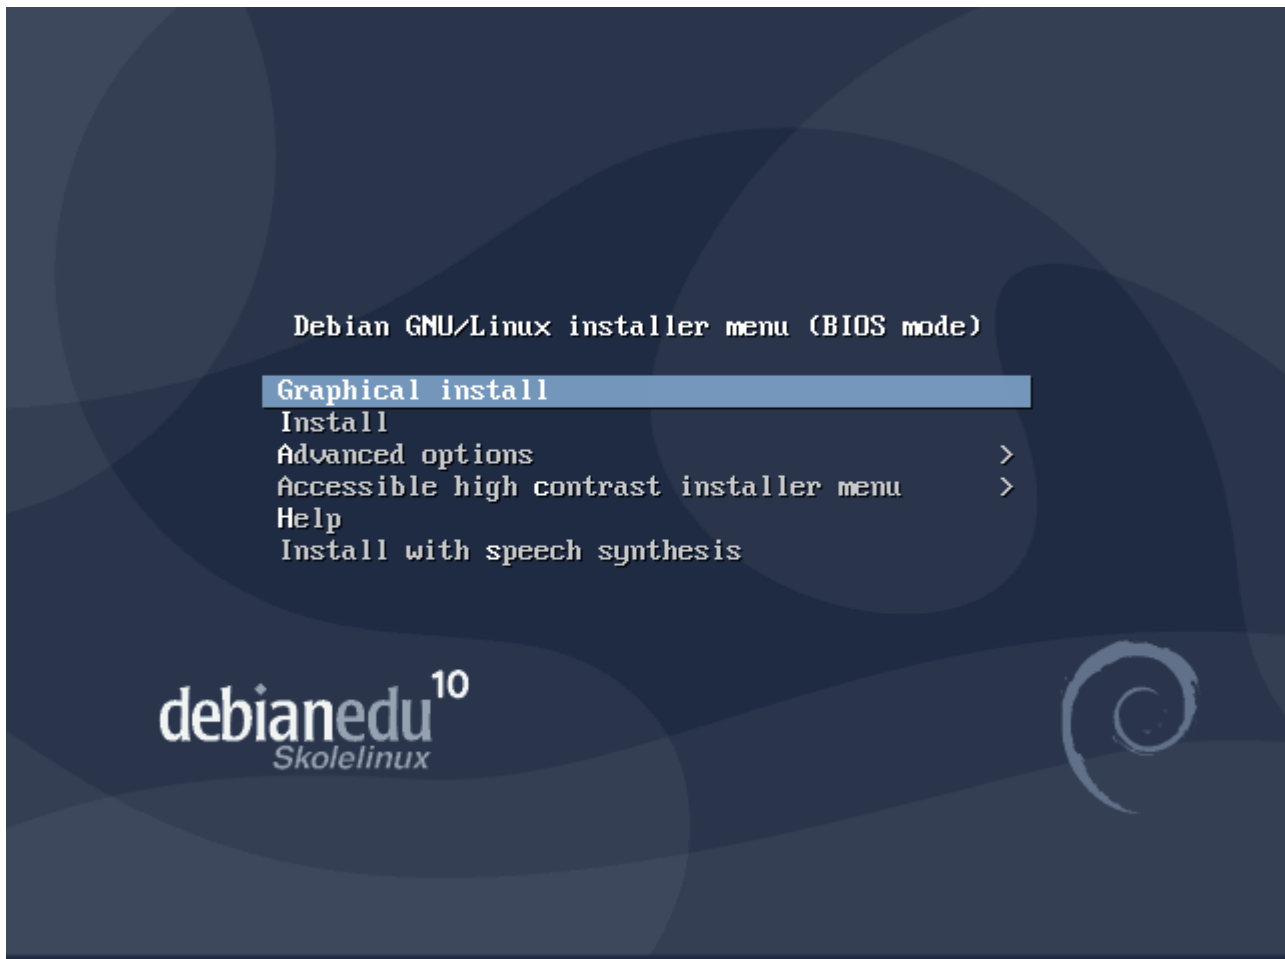 Debian GNU/Linux installer menu (BIOS mode)
Graphical install
Install
Advanced options >
Accessible high contrast installer menu >
Help
Install with speech synthesis
debianedu 10
Skolelinux